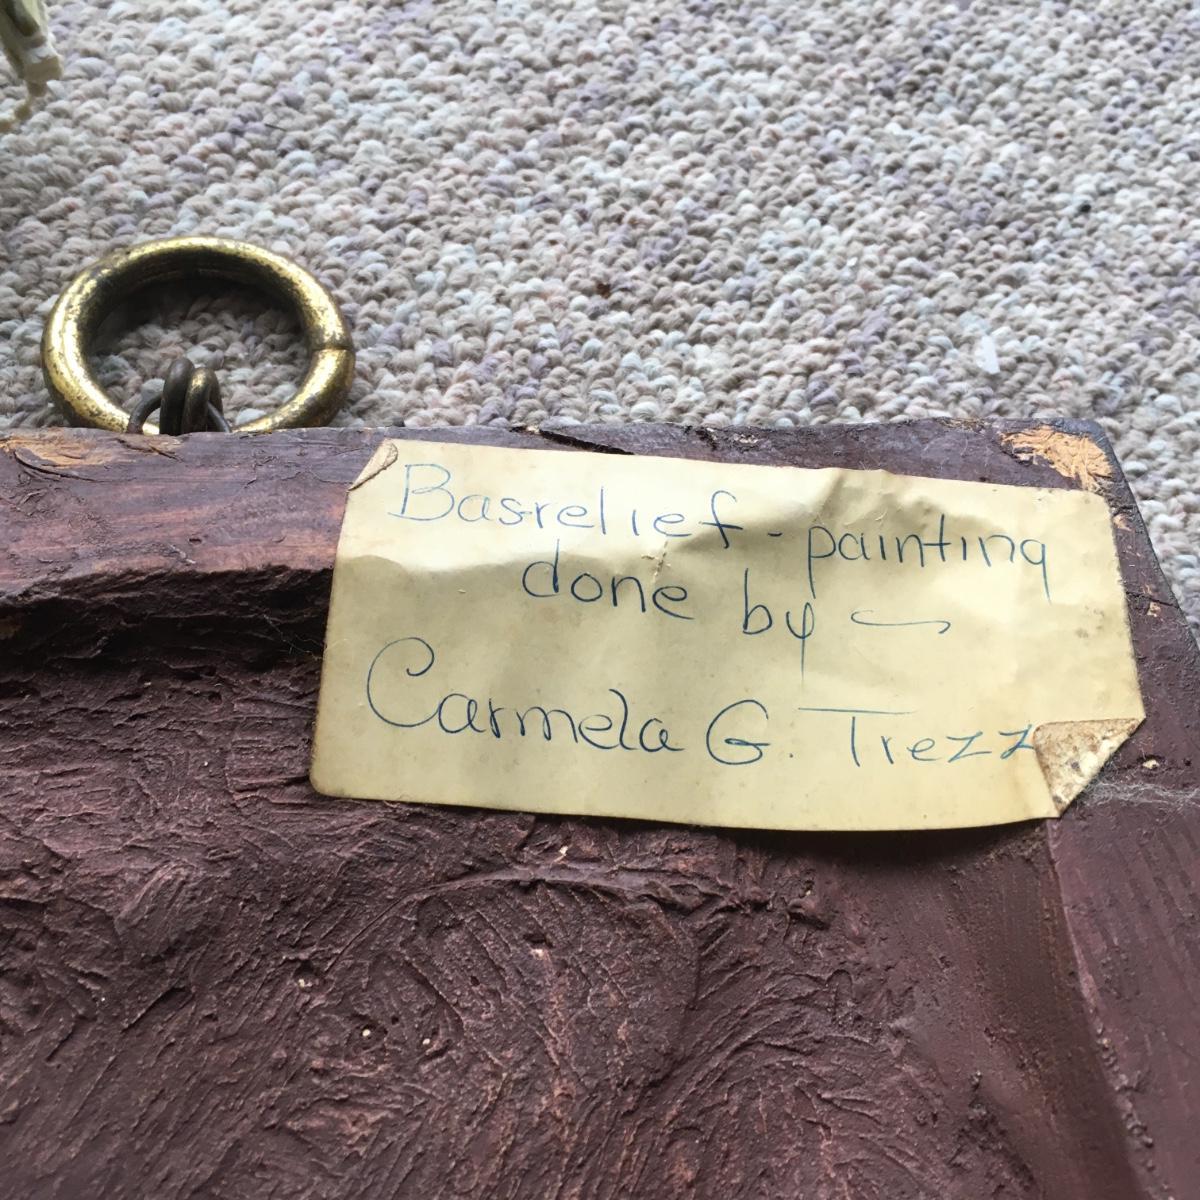 Basrelief - painting
done by
Carmela G. Trezz